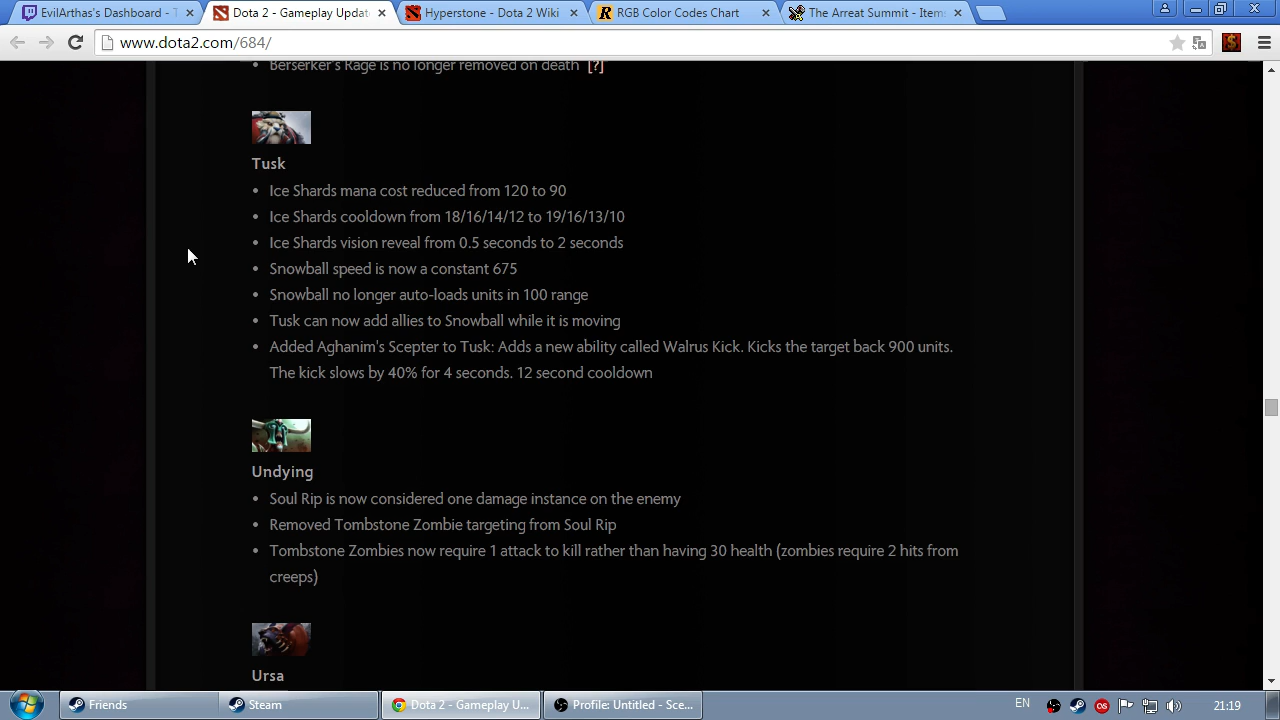 EvilArthas's Dashboard - T
Dota 2 - Gameplay Updat
Hyperstone - Dota 2 Wiki
RGB Color Codes Chart
The Arreat Summit - Items
www.dota2.com/684/
• Berserker's Rage is no longer removed on death [?]
Tusk
• Ice Shards mana cost reduced from 120 to 90
• Ice Shards cooldown from 18/16/14/12 to 19/16/13/10
• Ice Shards vision reveal from 0.5 seconds to 2 seconds
• Snowball speed is now a constant 675
• Snowball no longer auto-loads units in 100 range
• Tusk can now add allies to Snowball while it is moving
• Added Aghanim's Scepter to Tusk: Adds a new ability called Walrus Kick. Kicks the target back 900 units.
The kick slows by 40% for 4 seconds. 12 second cooldown
Undying
• Soul Rip is now considered one damage instance on the enemy
• Removed Tombstone Zombie targeting from Soul Rip
• Tombstone Zombies now require 1 attack to kill rather than having 30 health (zombies require 2 hits from
creeps)
Ursa
Friends
Steam
Dota 2 - Gameplay U...
Profile: Untitled - Sce...
EN
21:19